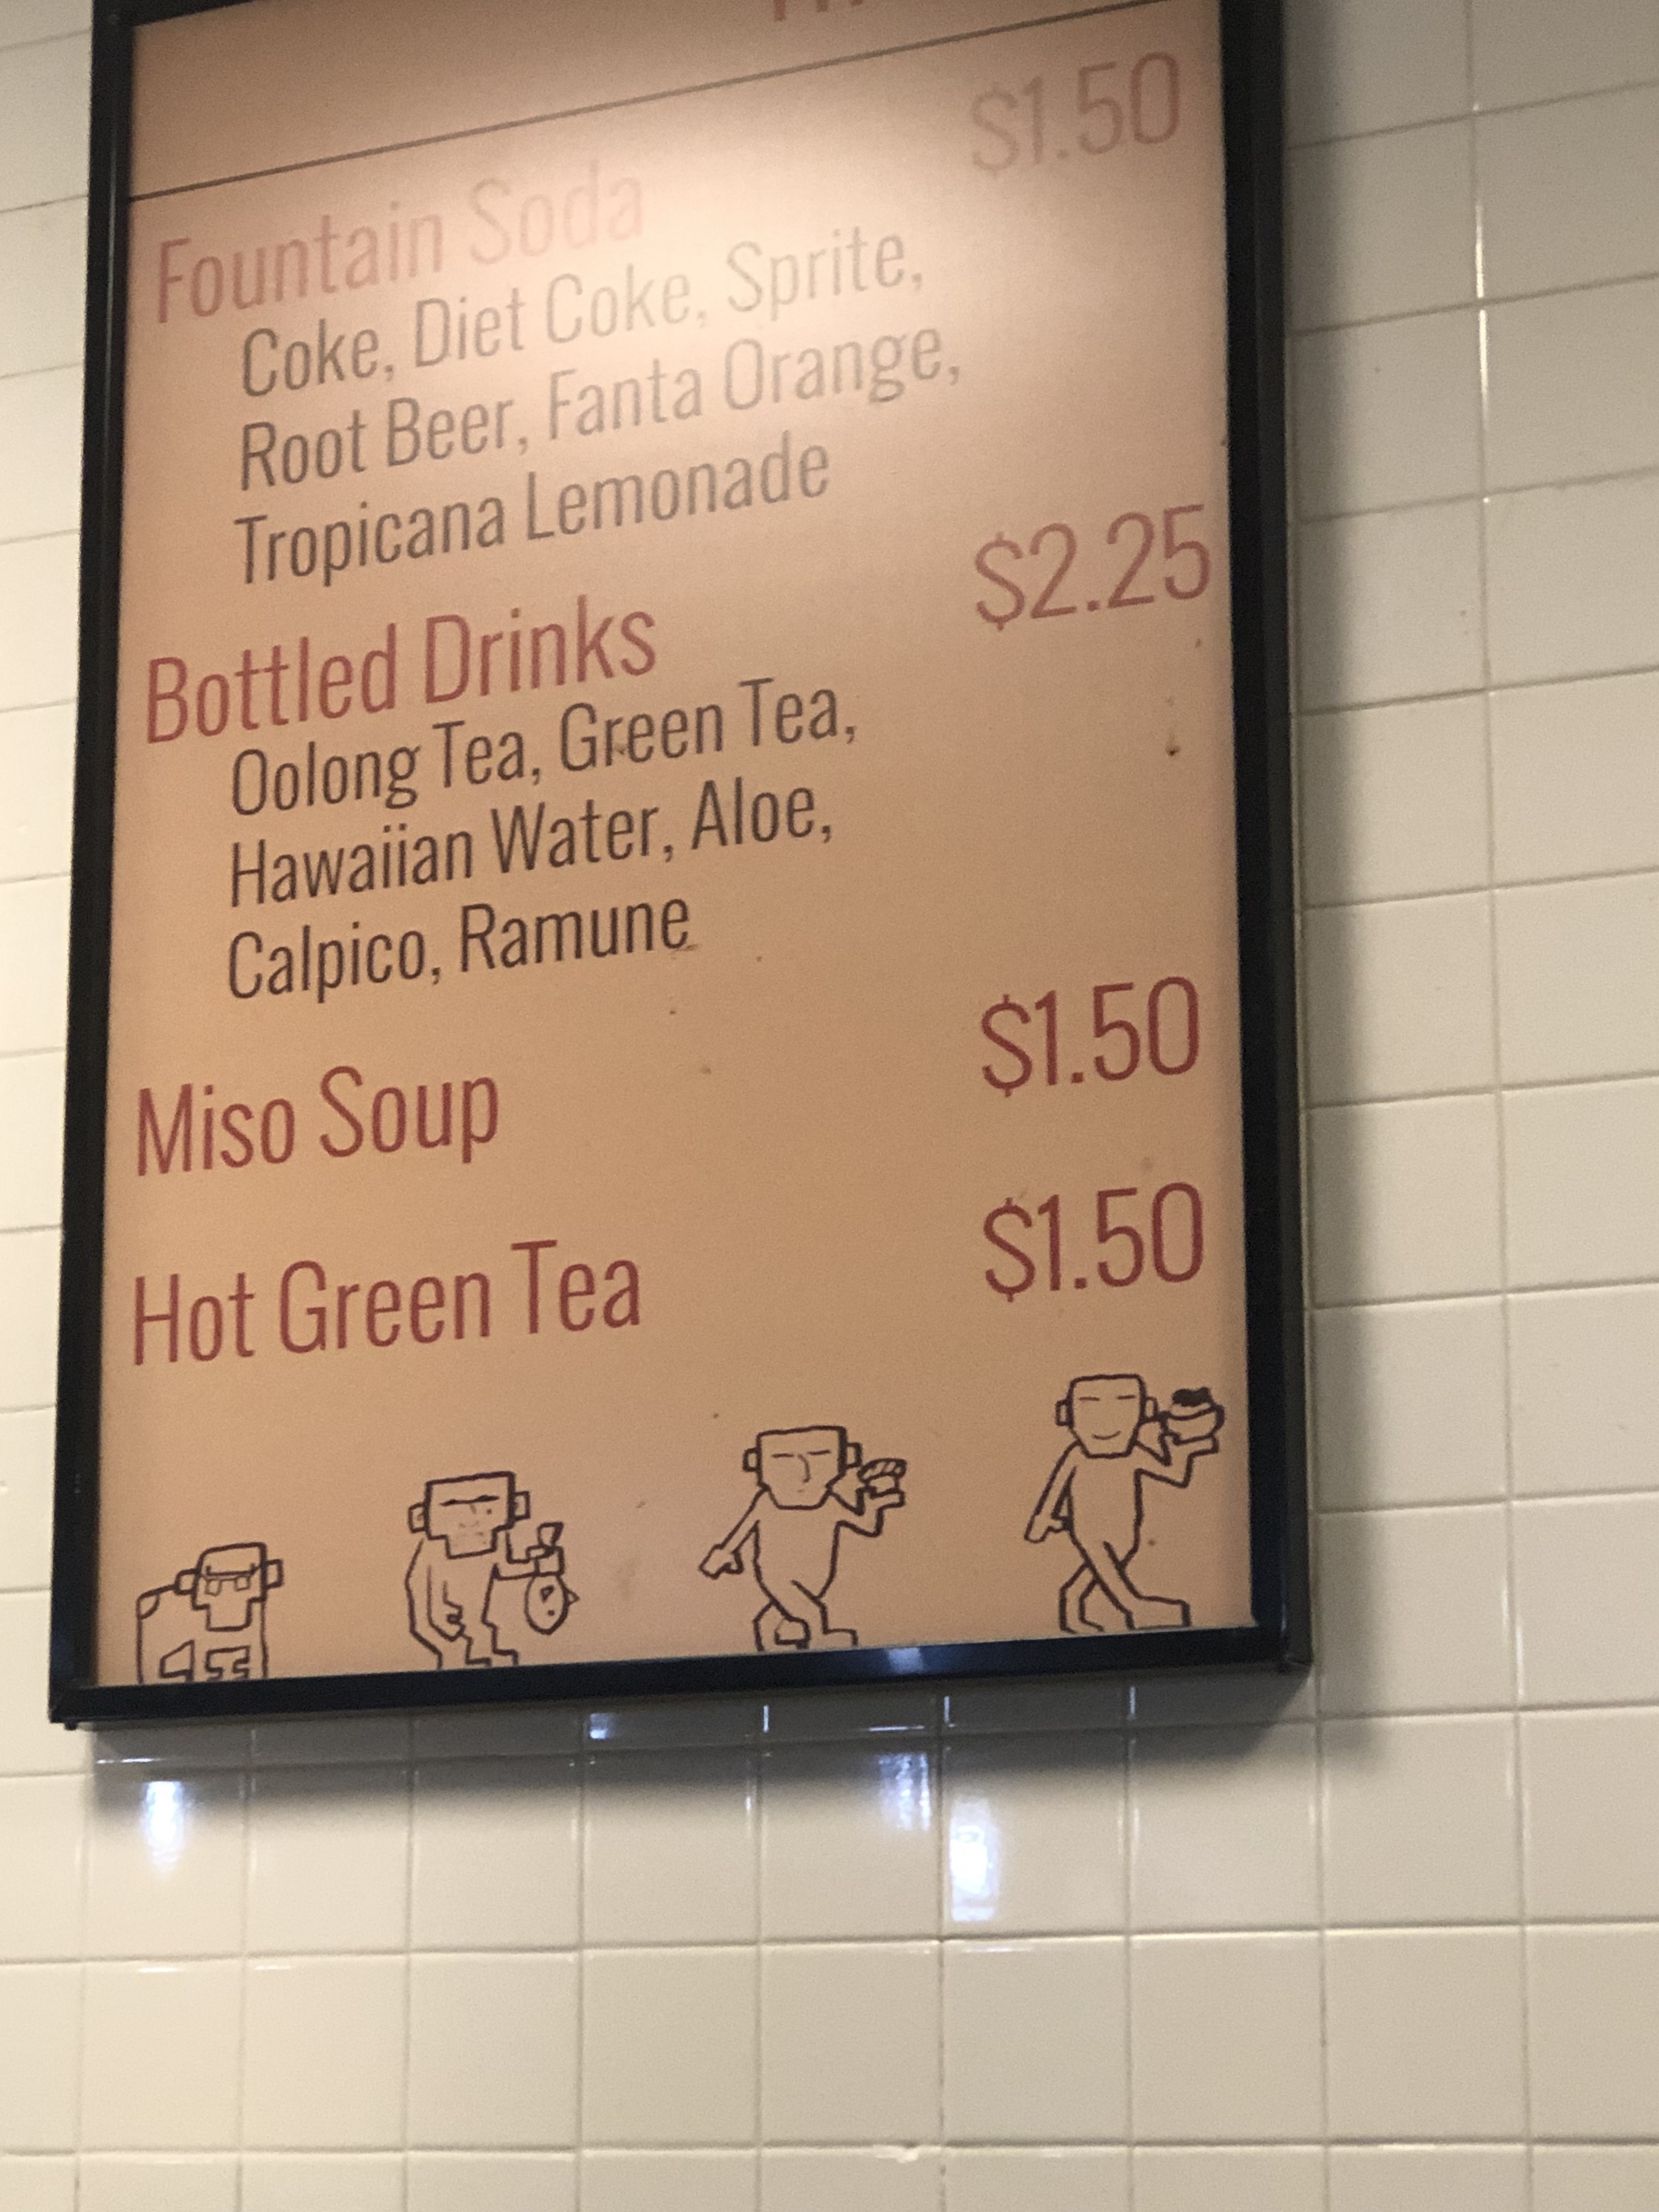 Fountain Soda $1.50
Coke, Diet Coke, Sprite,
Root Beer, Fanta Orange,
Tropicana Lemonade
Bottled Drinks $2.25
Oolong Tea, Green Tea,
Hawaiian Water, Aloe,
Calpico, Ramune
Miso Soup $1.50
Hot Green Tea $1.50